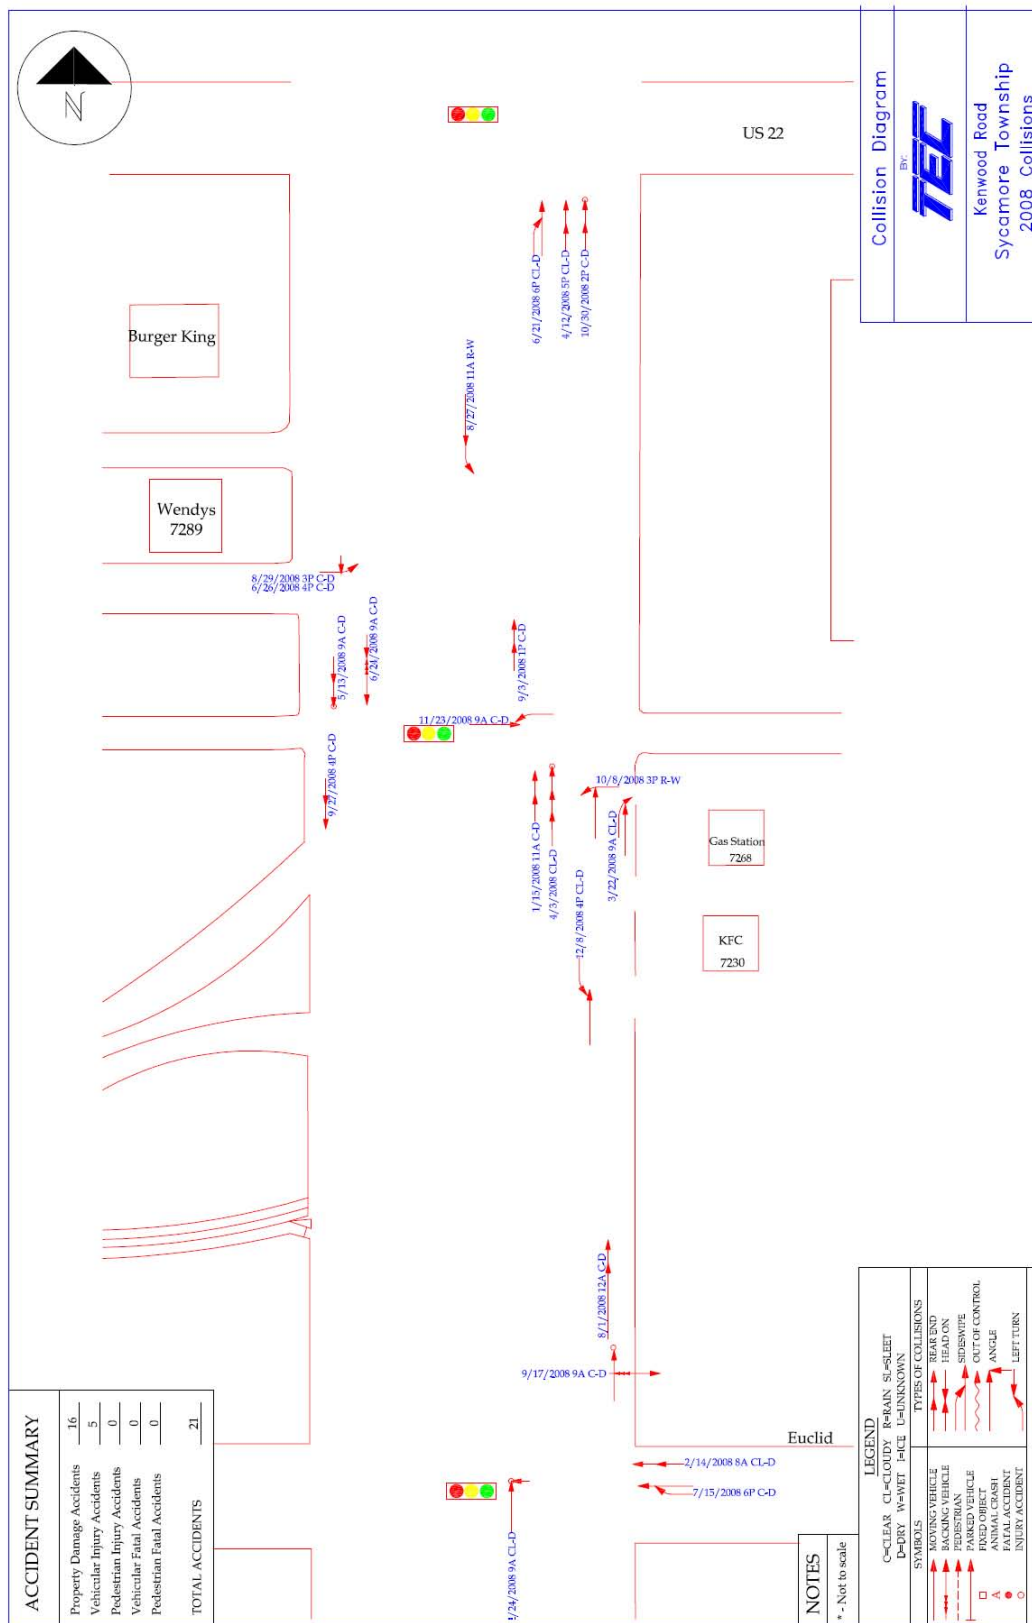 N
US 22
Collision Diagram
BY:
TEC
Kenwood Road
Sycamore Township
2008 Collisions
6/21/2008 6P CL-D
4/12/2008 5P CL-D
10/30/2008 2P C-D
Burger King
8/27/2008 11A R-W
Wendys
7289
8/29/2008 3P C-D
6/26/2008 4P C-D
5/13/2008 9A C-D
6/24/2008 9A C-D
9/3/2008 1P C-D
11/23/2008 9A C-D
9/27/2008 4P C-D
10/8/2008 3P R-W
1/15/2008 11A C-D
4/3/2008 CL-D
3/22/2008 9A CL-D
12/8/2008 4P CL-D
Gas Station
7268
KFC
7230
8/1/2008 12A C-D
9/17/2008 9A C-D
Euclid
2/14/2008 8A CL-D
7/15/2008 6P C-D
/24/2008 9A CL-D
ACCIDENT SUMMARY
Property Damage Accidents 16
Vehicular Injury Accidents 5
Pedestrian Injury Accidents 0
Vehicular Fatal Accidents 0
Pedestrian Fatal Accidents 0
TOTAL ACCIDENTS 21
NOTES
* - Not to scale
LEGEND
C=CLEAR CL=CLOUDY R=RAIN SL=SLEET
D=DRY W=WET I=ICE U=UNKNOWN
SYMBOLS
MOVING VEHICLE
BACKING VEHICLE
PEDESTRIAN
PARKED VEHICLE
FIXED OBJECT
A ANIMAL CRASH
FATAL ACCIDENT
INJURY ACCIDENT
TYPES OF COLLISIONS
REAR END
HEAD ON
SIDESWIPE
OUT OF CONTROL
ANGLE
LEFT TURN